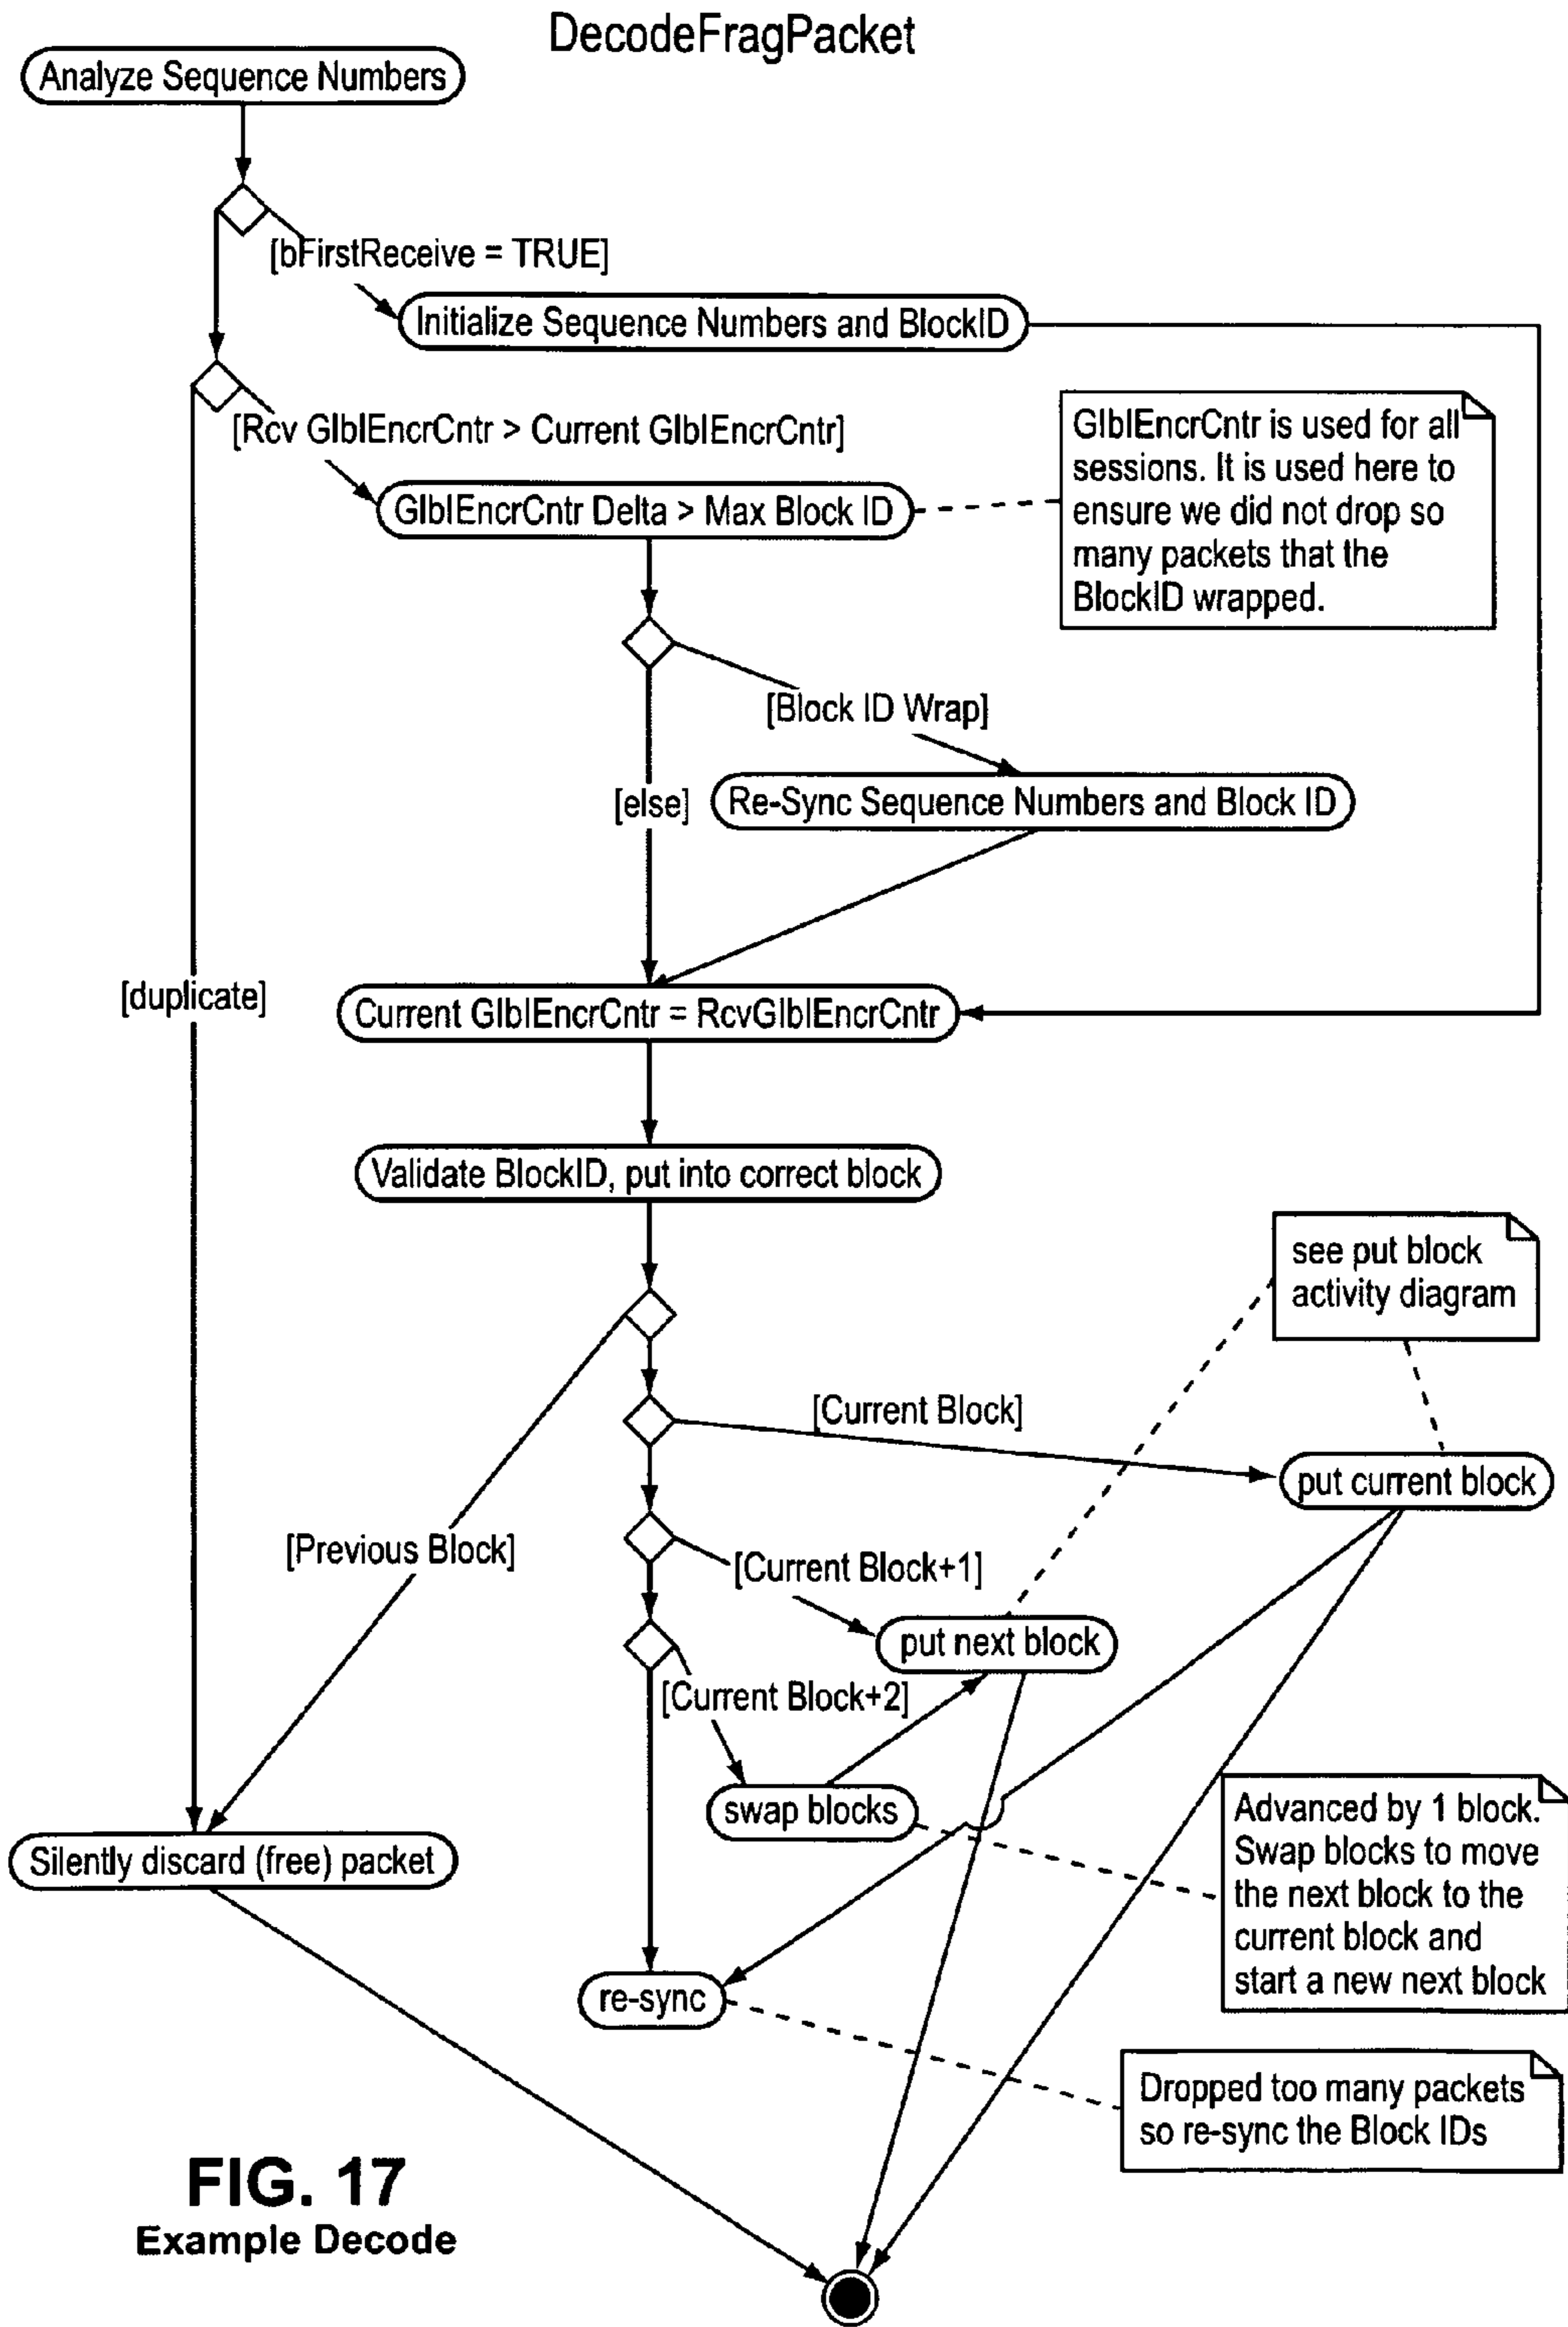 DecodeFragPacket
Analyze Sequence Numbers
[bFirstReceive = TRUE]
Initialize Sequence Numbers and BlockID
[Rcv GlblEncrCntr > Current GlblEncrCntr]
GlblEncrCntr is used for all
sessions. It is used here to
ensure we did not drop so
many packets that the
BlockID wrapped.
GlblEncrCntr Delta > Max Block ID
[Block ID Wrap]
[else]
Re-Sync Sequence Numbers and Block ID
[duplicate]
Current GlblEncrCntr = RcvGlblEncrCntr
Validate BlockID, put into correct block
see put block
activity diagram
[Current Block]
put current block
[Previous Block]
[Current Block+1]
put next block
[Current Block+2]
swap blocks
Advanced by 1 block.
Swap blocks to move
the next block to the
current block and
start a new next block
Silently discard (free) packet
re-sync
Dropped too many packets
so re-sync the Block IDs
FIG. 17
Example Decode